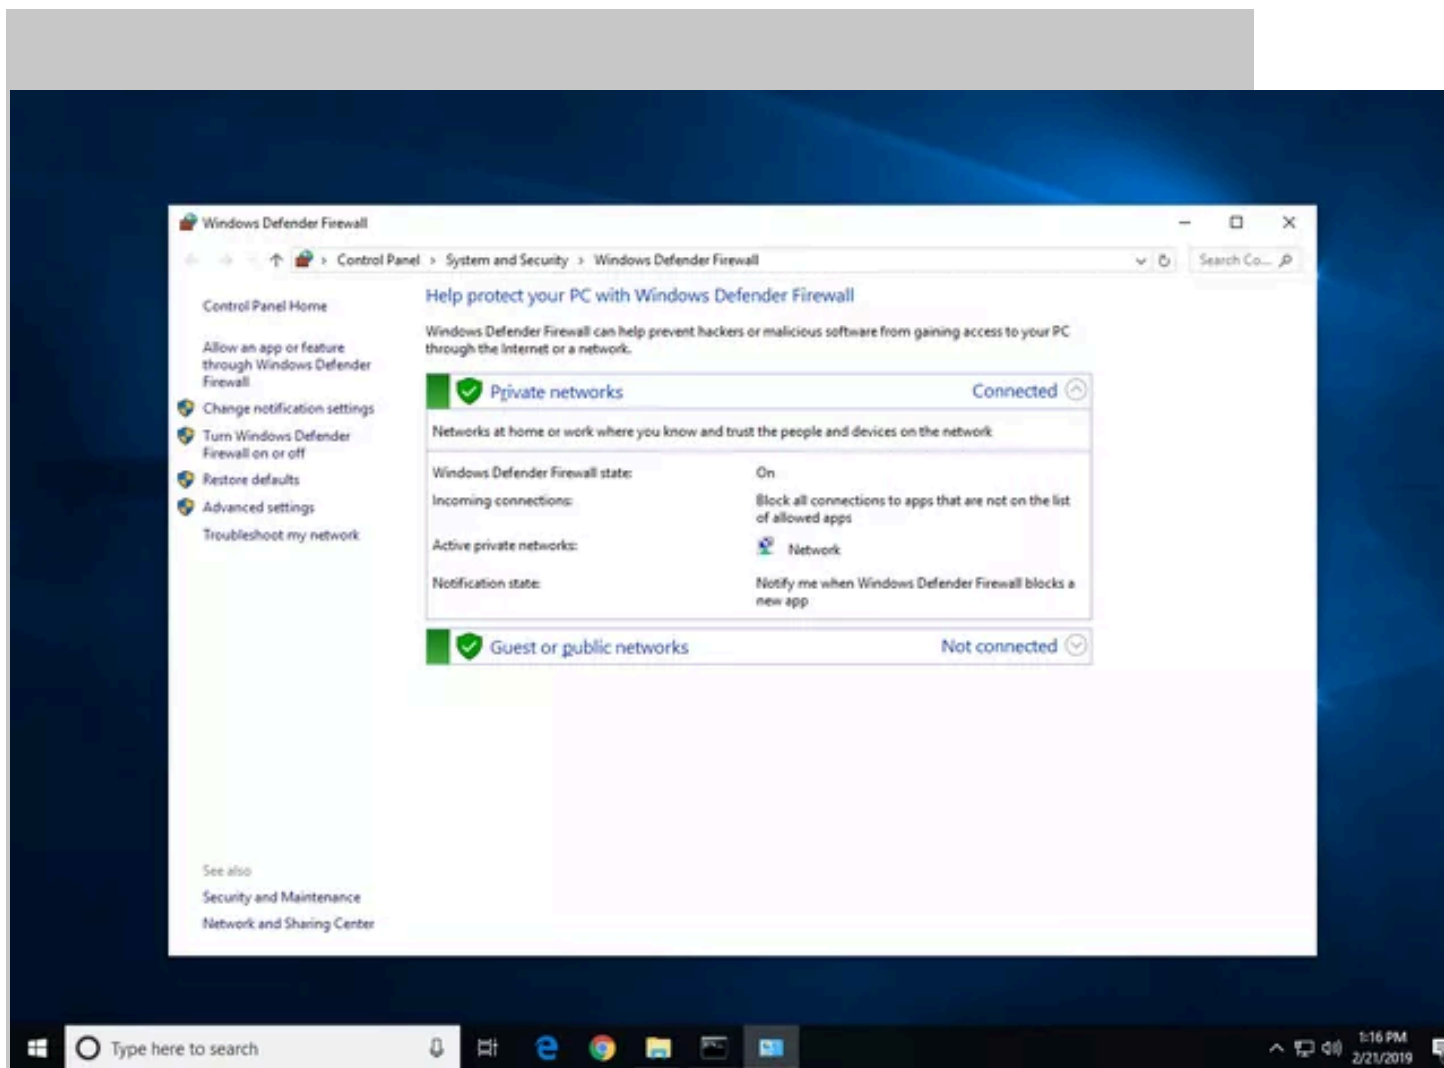 Windows Defender Firewall
Control Panel › System and Security › Windows Defender Firewall
Search Co...
Control Panel Home
Allow an app or feature
through Windows Defender
Firewall
Change notification settings
Turn Windows Defender
Firewall on or off
Restore defaults
Advanced settings
Troubleshoot my network
Help protect your PC with Windows Defender Firewall
Windows Defender Firewall can help prevent hackers or malicious software from gaining access to your PC
through the Internet or a network.
Private networks Connected
Networks at home or work where you know and trust the people and devices on the network
Windows Defender Firewall state: On
Incoming connections: Block all connections to apps that are not on the list
of allowed apps
Active private networks: Network
Notification state: Notify me when Windows Defender Firewall blocks a
new app
Guest or public networks Not connected
See also
Security and Maintenance
Network and Sharing Center
Type here to search
1:16 PM
2/21/2019